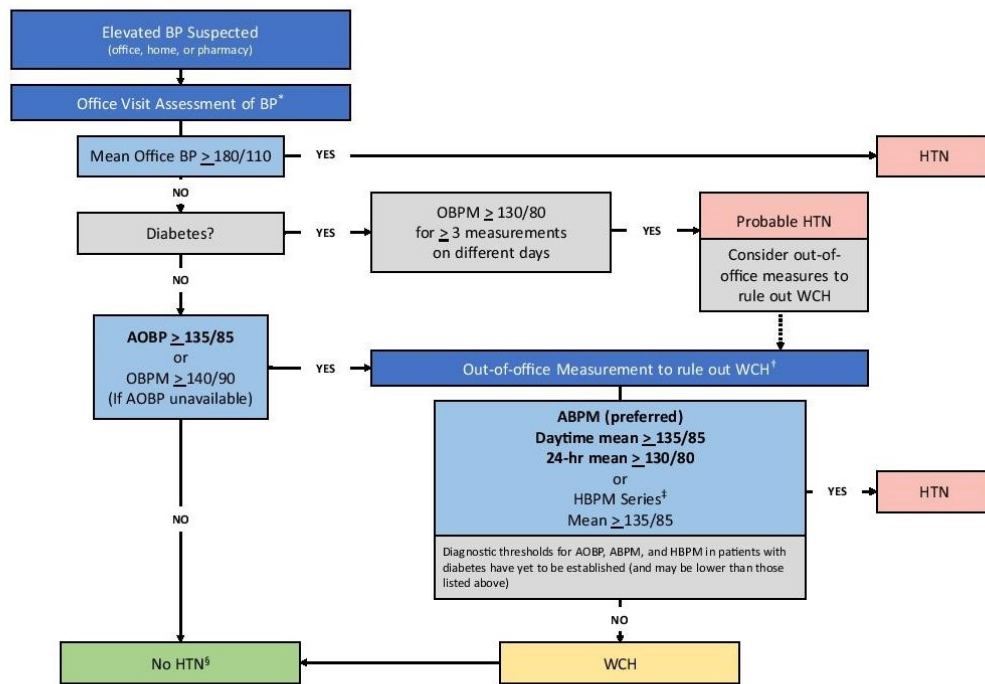 Elevated BP Suspected
(office, home, or pharmacy)
Office Visit Assessment of BP*
Mean Office BP ≥ 180/110
YES
HTN
NO
Diabetes?
YES
OBPM ≥ 130/80
for ≥ 3 measurements
on different days
YES
Probable HTN
Consider out-of-
office measures to
rule out WCH
NO
AOBP ≥ 135/85
or
OBPM ≥ 140/90
(If AOBP unavailable)
YES
Out-of-office Measurement to rule out WCH†
ABPM (preferred)
Daytime mean ≥ 135/85
24-hr mean ≥ 130/80
or
HBPM Series‡
Mean ≥ 135/85
YES
HTN
Diagnostic thresholds for AOBP, ABPM, and HBPM in patients with
diabetes have yet to be established (and may be lower than those
listed above)
NO
NO
No HTN§
WCH